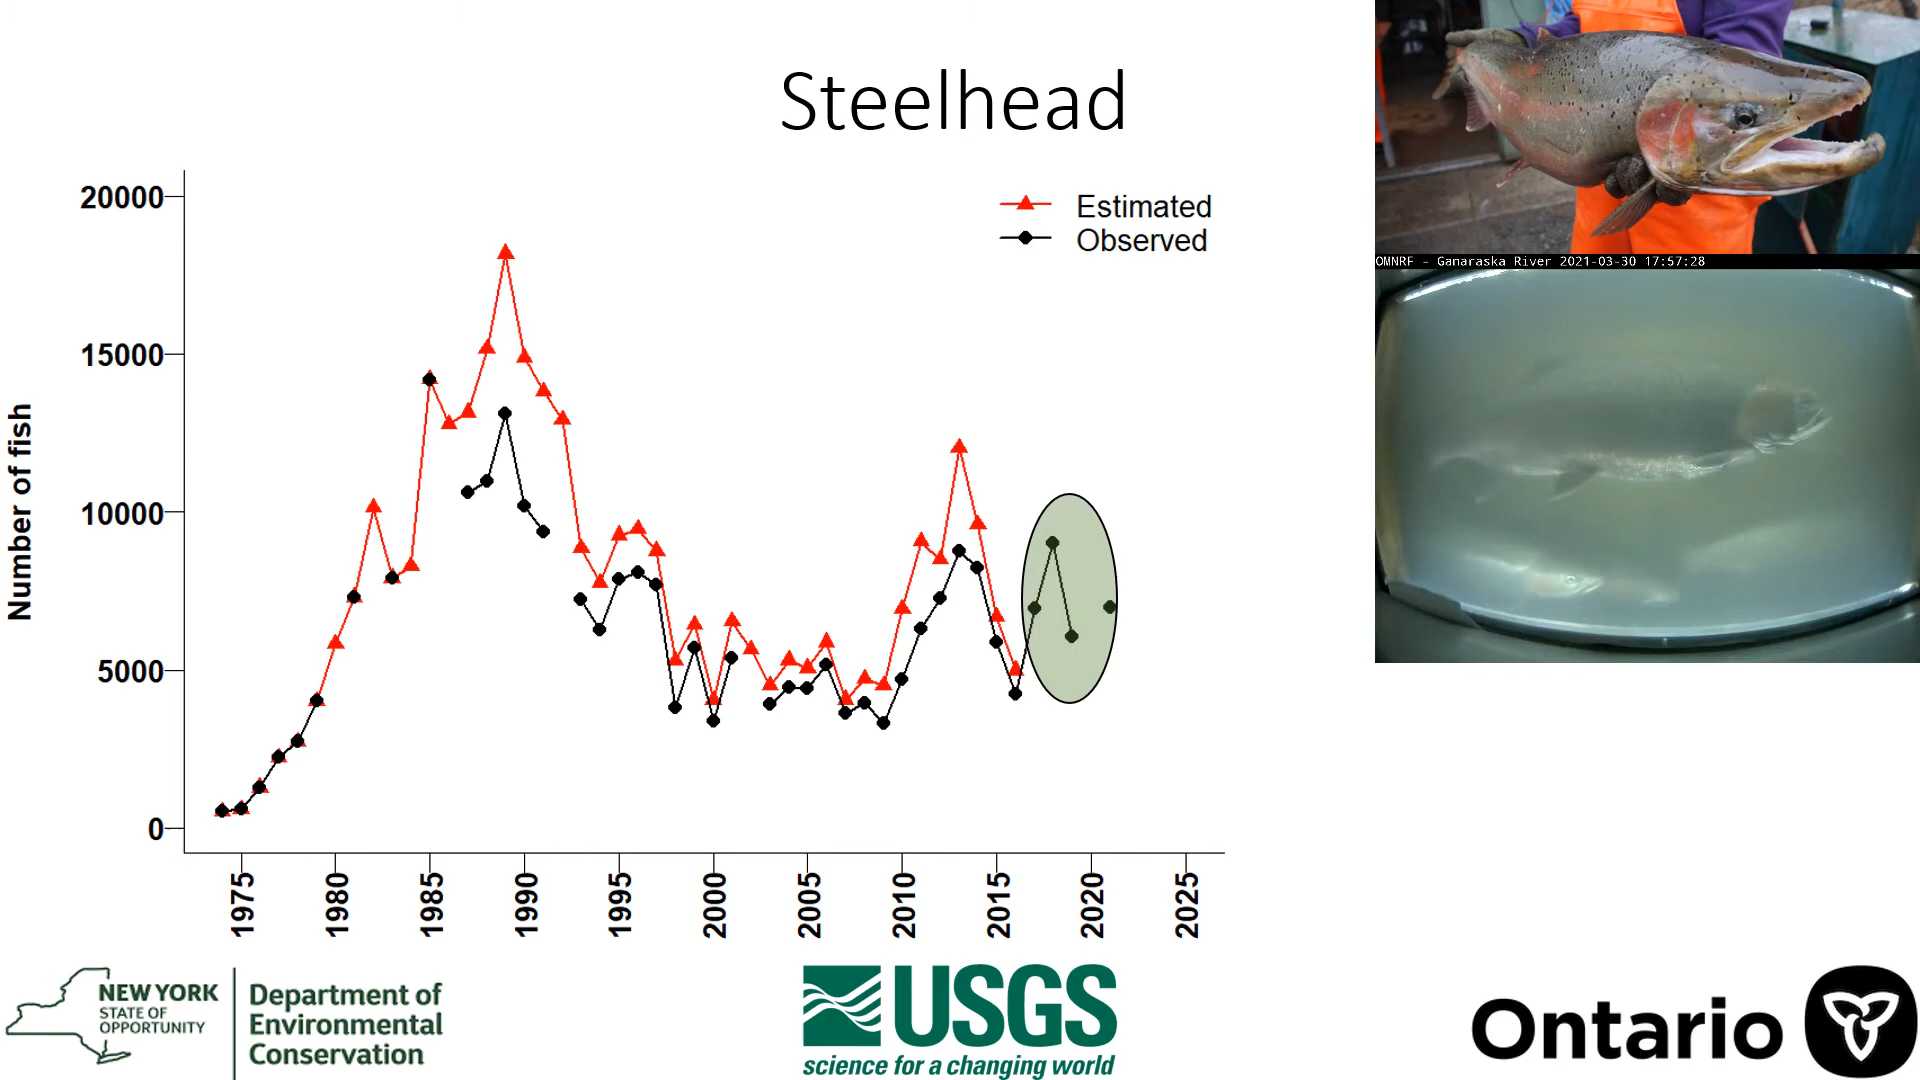 Steelhead
Estimated
Observed
Number of fish
20000
15000
10000
5000
0
1975
1980
1985
1990
1995
2000
2005
2010
2015
2020
2025
OMNRF - Ganaraska River 2021-03-30 17:57:28
NEW YORK
STATE OF
OPPORTUNITY
Department of
Environmental
Conservation
USGS
science for a changing world
Ontario